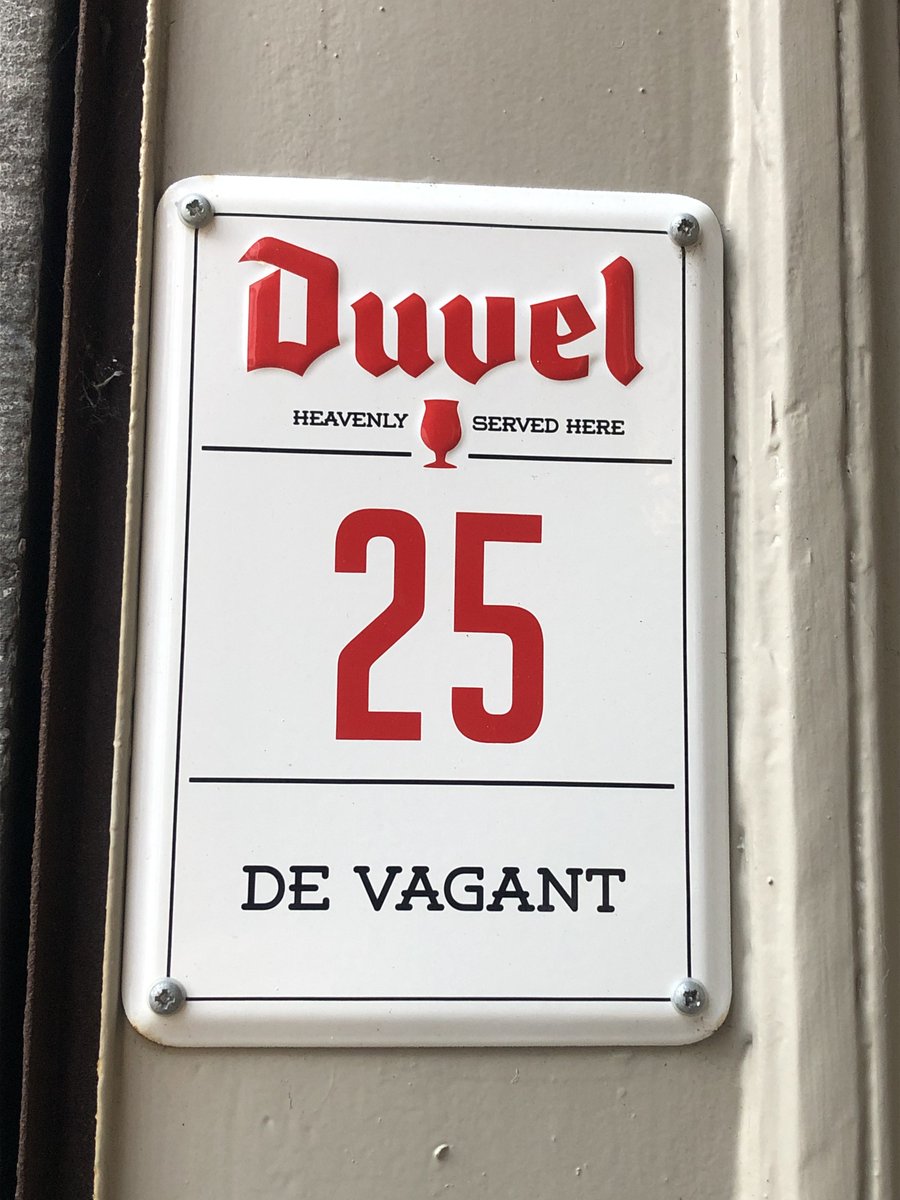 Duvel
HEAVENLY SERVED HERE
25
DE VAGANT